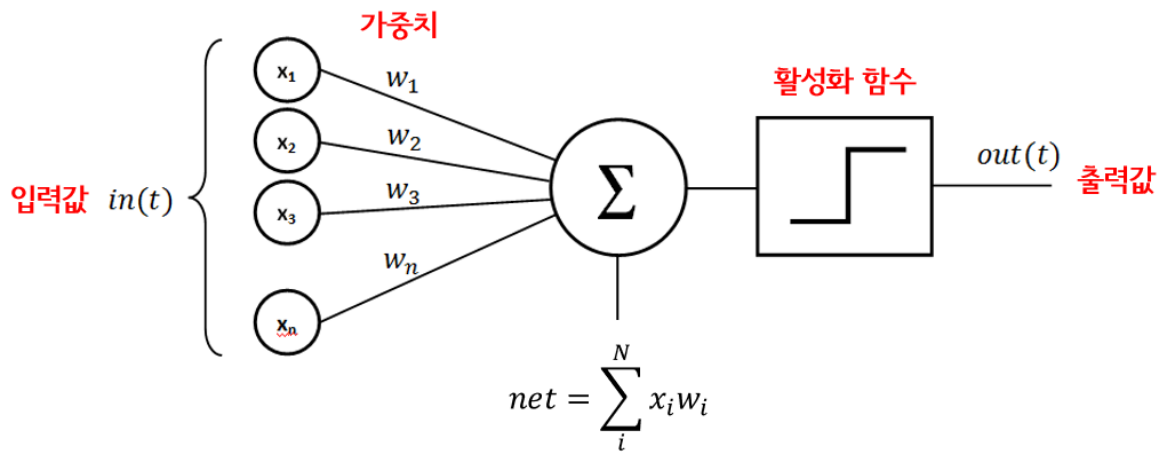 가중치
x₁
w₁
활성화 함수
x₂
w₂
입력값 in(t)
x₃
w₃
Σ
out(t) 출력값
wₙ
xₙ
N
net = ∑ xᵢwᵢ
i